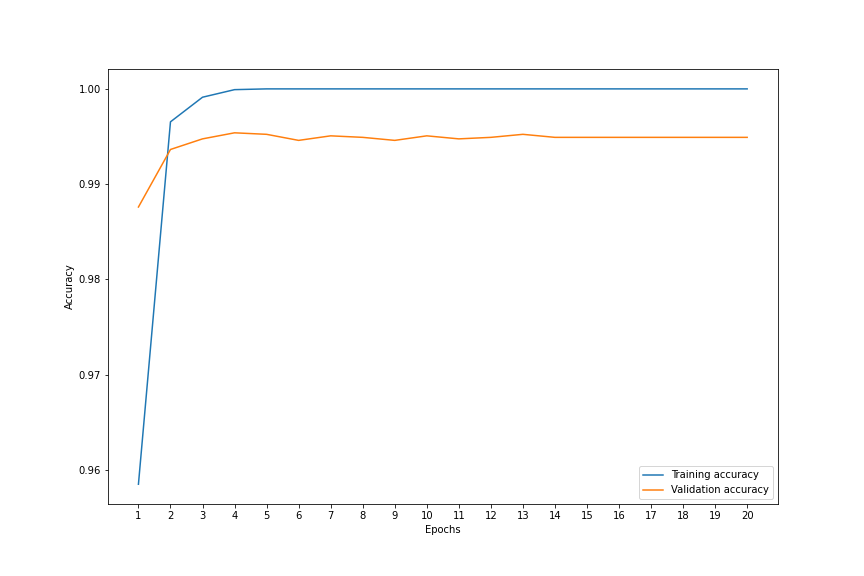 1.00
0.99
0.98
0.97
0.96
Accuracy
Training accuracy
Validation accuracy
1 2 3 4 5 6 7 8 9 10 11 12 13 14 15 16 17 18 19 20
Epochs